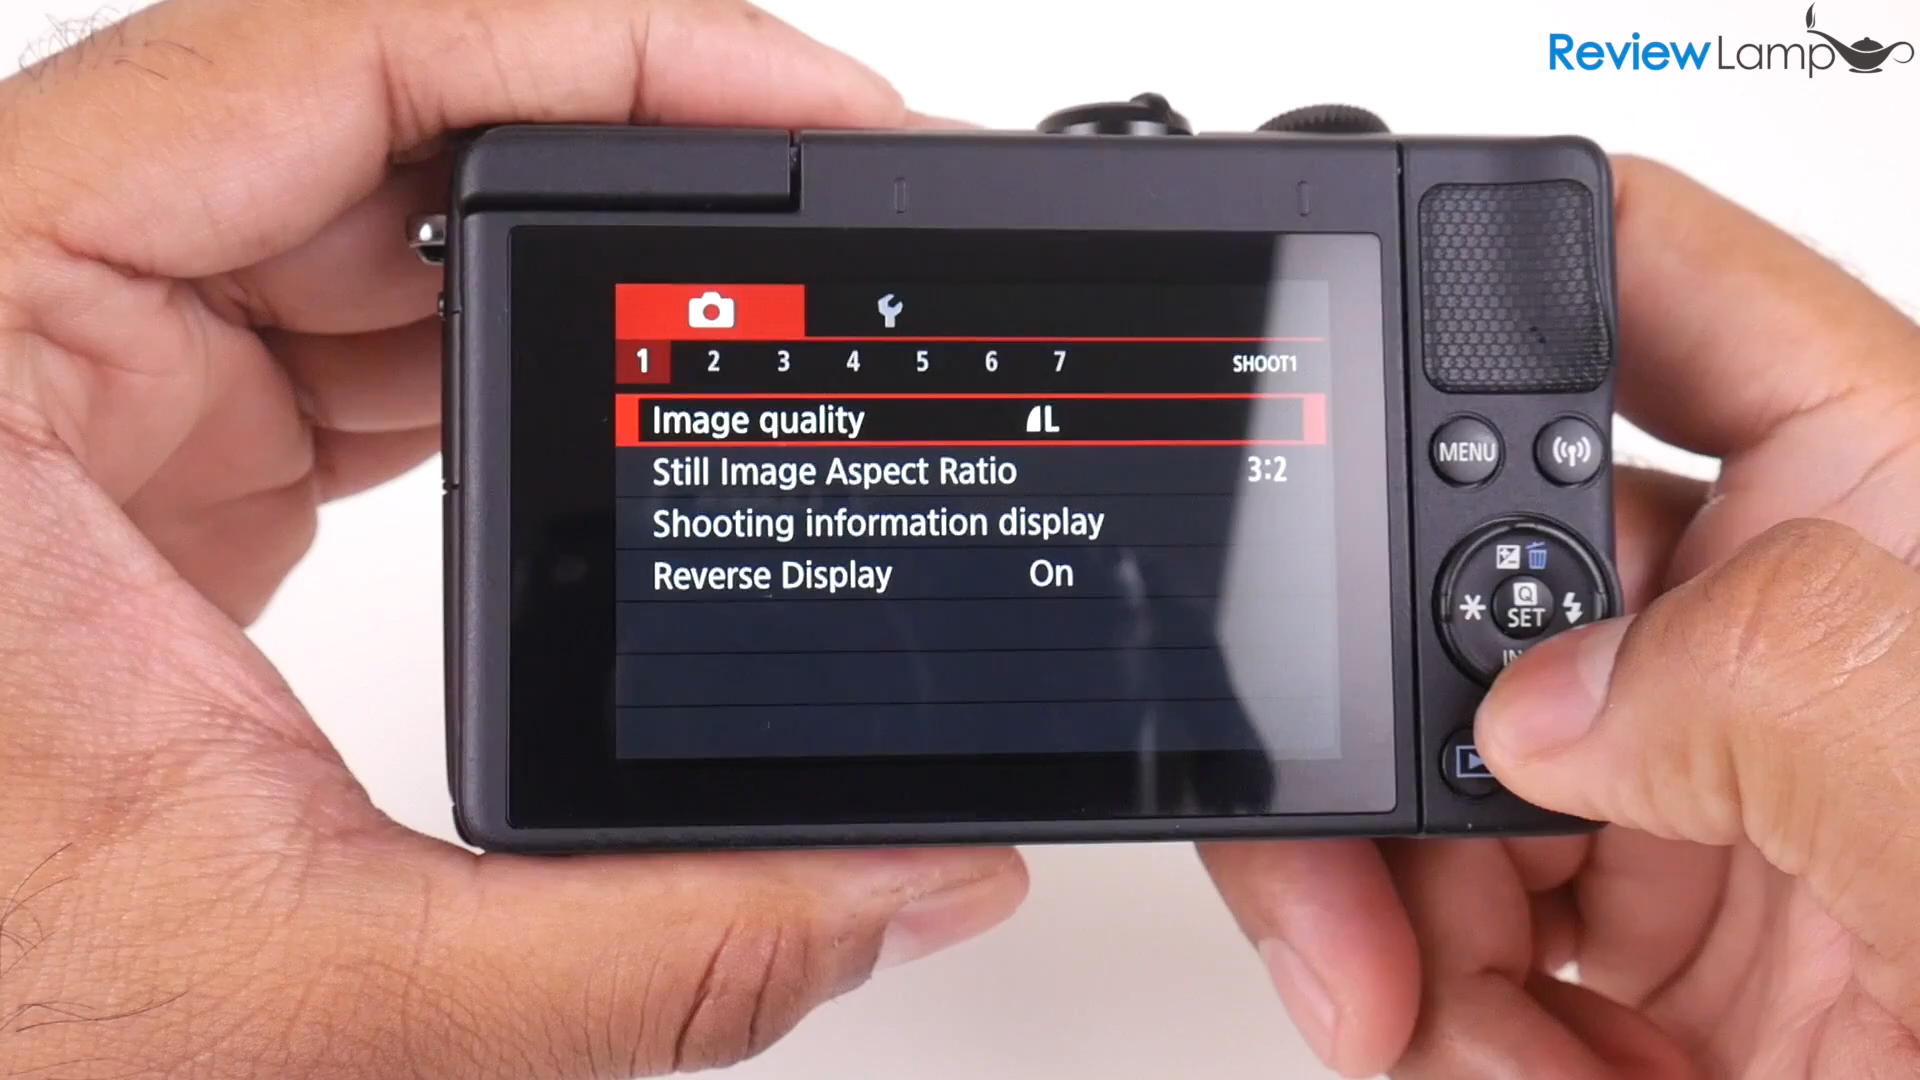 ReviewLamp
1 2 3 4 5 6 7 SHOOT1
Image quality L
Still Image Aspect Ratio 3:2
Shooting information display
Reverse Display On
MENU
Q
SET